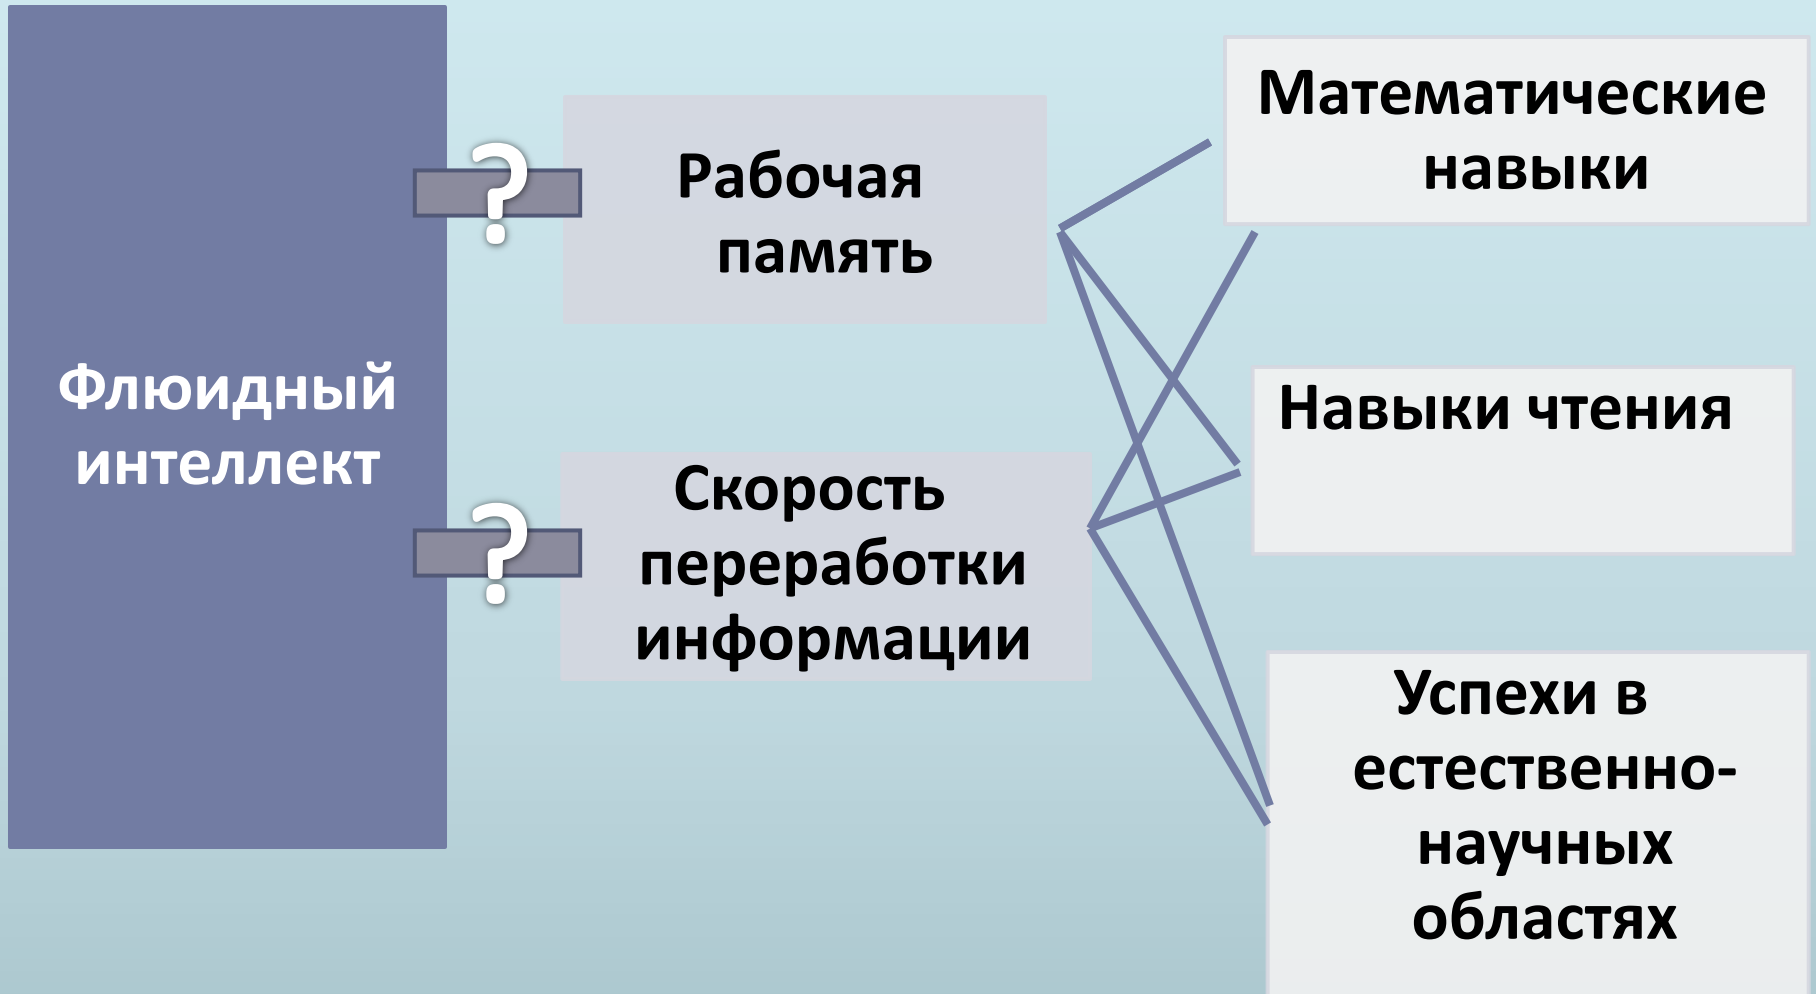 Флюидный
интеллект
?
?
Рабочая
память
Скорость
переработки
информации
Математические
навыки
Навыки чтения
Успехи в
естественно-
научных
областях